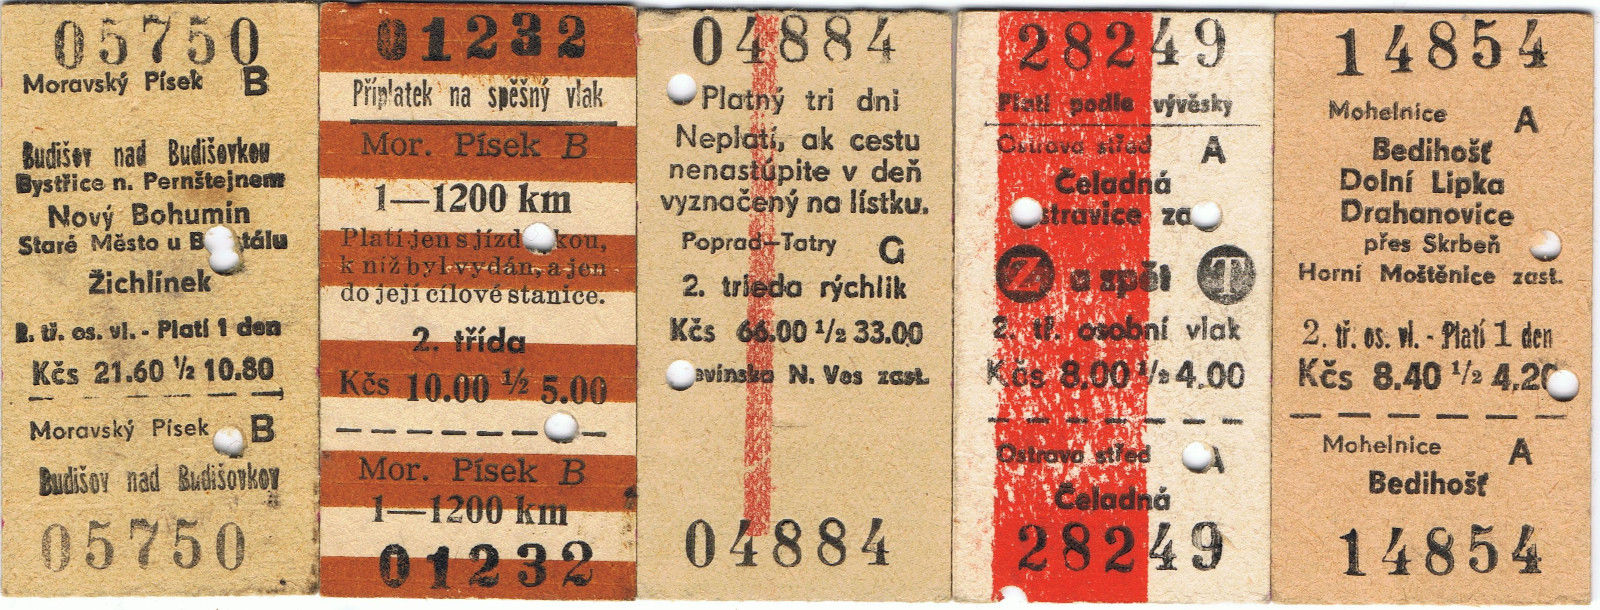 05750
Moravský Písek B
Budišov nad Budišovkou
Bystřice n. Pernštejnem
Nový Bohumín
Staré Město u
Žichlínek
2. tř. os. vl. - Platí 1 den
Kčs 21.60 ½ 10.80
Moravský Písek B
Budišov nad Budišovkou
05750
01232
Příplatek na spěšný vlak
Mor. Písek B
1—1200 km
Platí jen s jízdenkou,
k níž byl vydán, a jen
do její cílové stanice.
2. třída
Kčs 10.00 ½ 5.00
Mor. Písek B
1—1200 km
01232
04884
Platný tri dni
Neplatí, ak cestu
nenastúpite v deň
vyznačený na lístku.
Poprad-Tatry G
2. trieda rýchlik
Kčs 66.00 ½ 33.00
N. Ves zast.
04884
28249
Platí podle vývěsky
Ostrava střed A
Čeladná
Ostravice zast.
Z a zpět T
2. tř. osobní vlak
Kčs 8.00 ½ 4.00
Ostrava střed A
Čeladná
28249
14854
Mohelnice A
Bedihošť
Dolní Lipka
Drahanovice
přes Skrbeň
Horní Moštěnice zast.
2. tř. os. vl. - Platí 1 den
Kčs 8.40 ½ 4.20
Mohelnice A
Bedihošť
14854